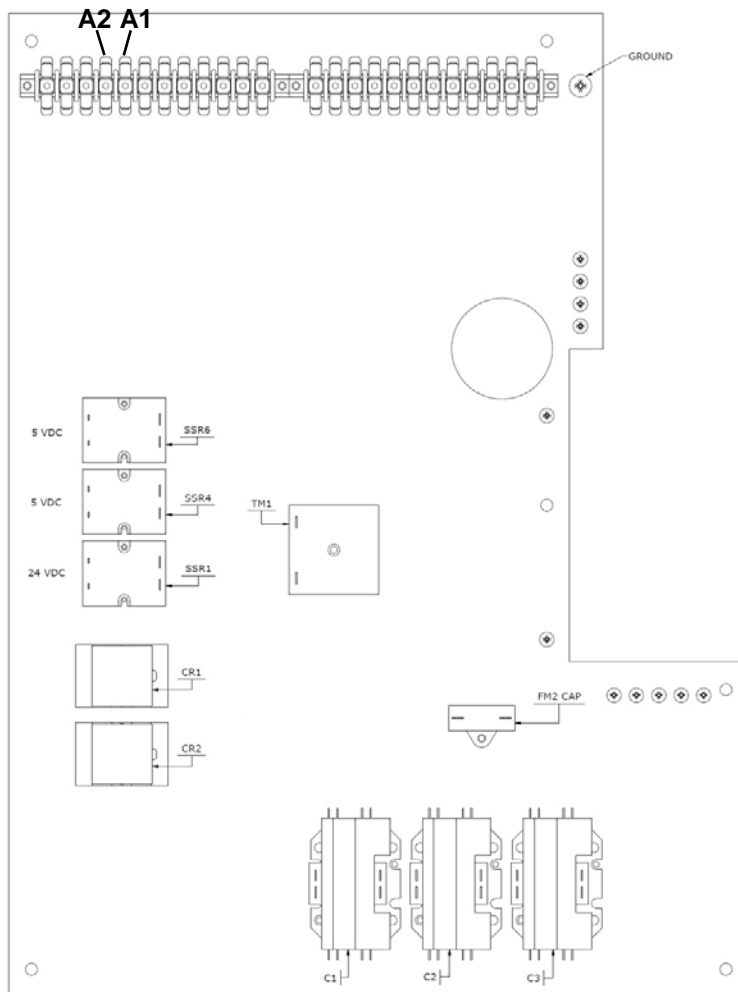 A2 A1
GROUND
5 VDC SSR6
5 VDC SSR4
TM1
24 VDC SSR1
CR1
FM2 CAP
CR2
C1 C2 C3